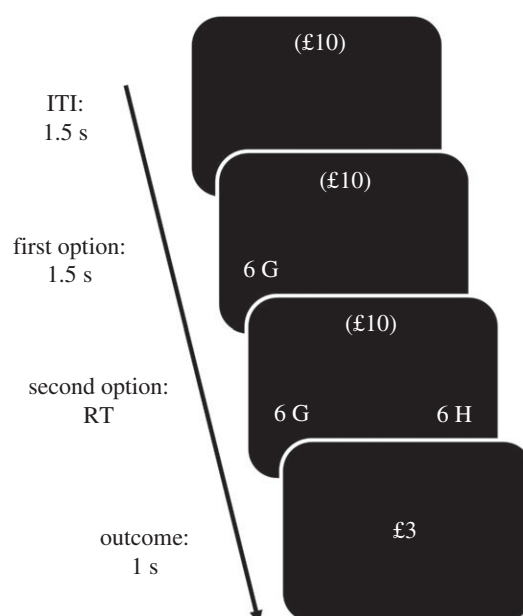 (£10)
ITI:
1.5 s
(£10)
first option:
1.5 s
6 G
(£10)
second option:
RT
6 G 6 H
outcome:
1 s
£3